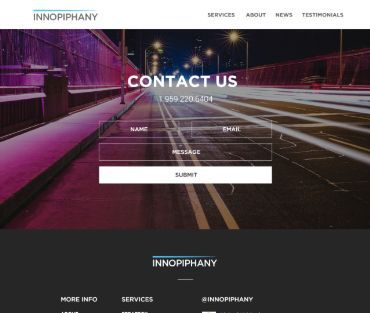 INNOPIPHANY
SERVICES ABOUT NEWS TESTIMONIALS
CONTACT US
1.959.220.6404
NAME EMAIL
MESSAGE
SUBMIT
INNOPIPHANY
MORE INFO SERVICES @INNOPIPHANY